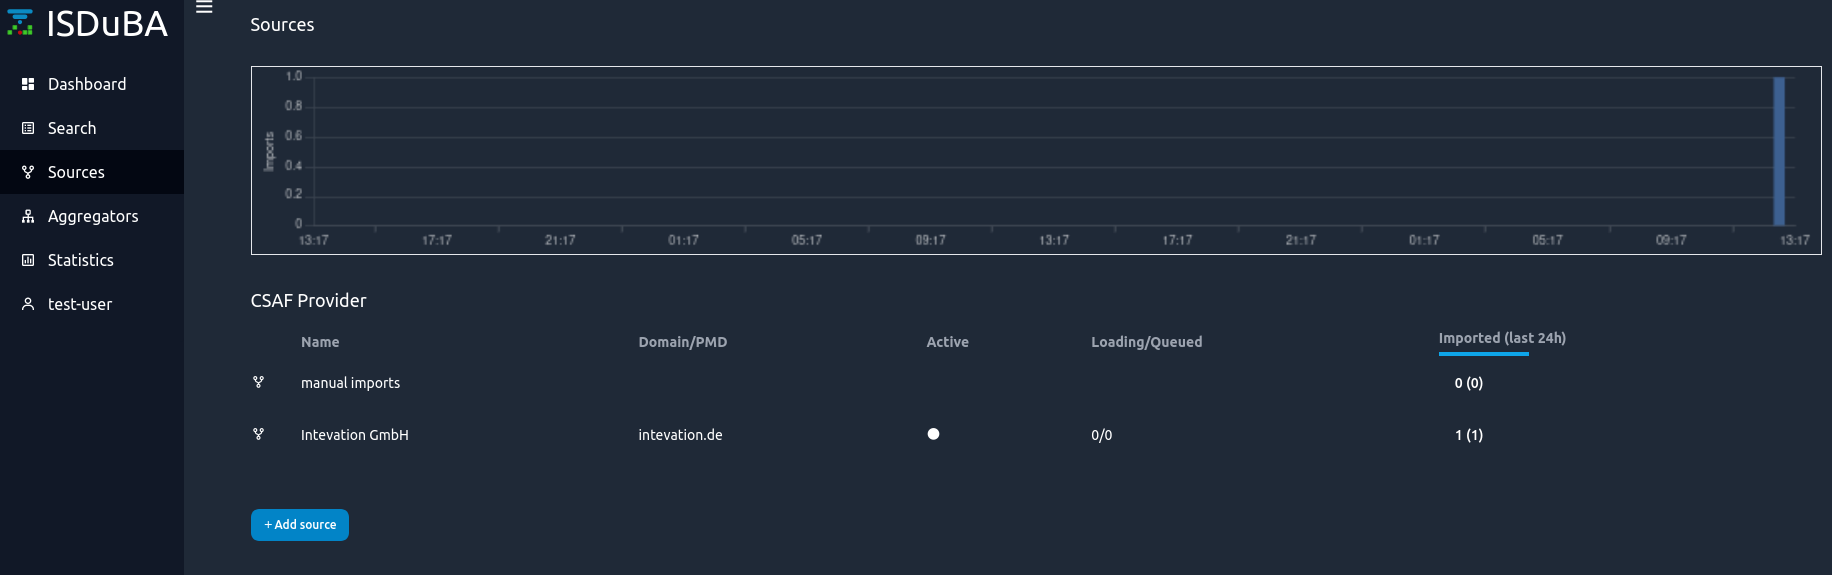 ISDuBA
Dashboard
Search
Sources
Aggregators
Statistics
test-user
Sources
Imports
1.0
0.8
0.6
0.4
0.2
0
13:17 17:17 21:17 01:17 05:17 09:17 13:17 17:17 21:17 01:17 05:17 09:17 13:17
CSAF Provider
Name Domain/PMD Active Loading/Queued Imported (last 24h)
manual imports 0 (0)
Intevation GmbH intevation.de 0/0 1 (1)
+ Add source